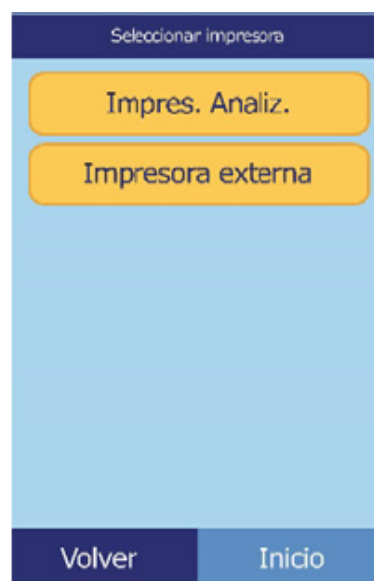 Seleccionar impresora
Impres. Analiz.
Impresora externa
Volver
Inicio